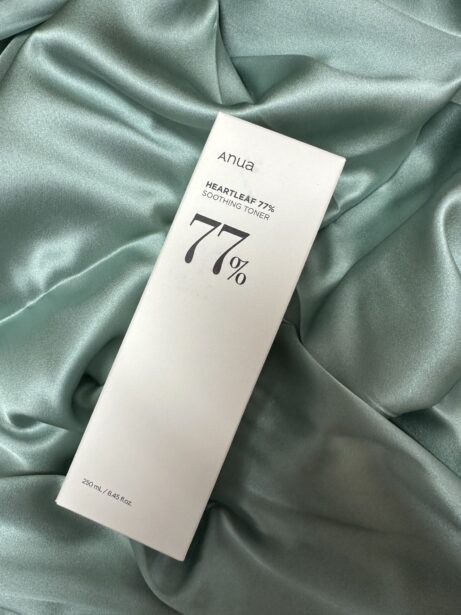 Anua
HEARTLEAF 77%
SOOTHING TONER
77%
250 mL / 8.45 fl.oz.